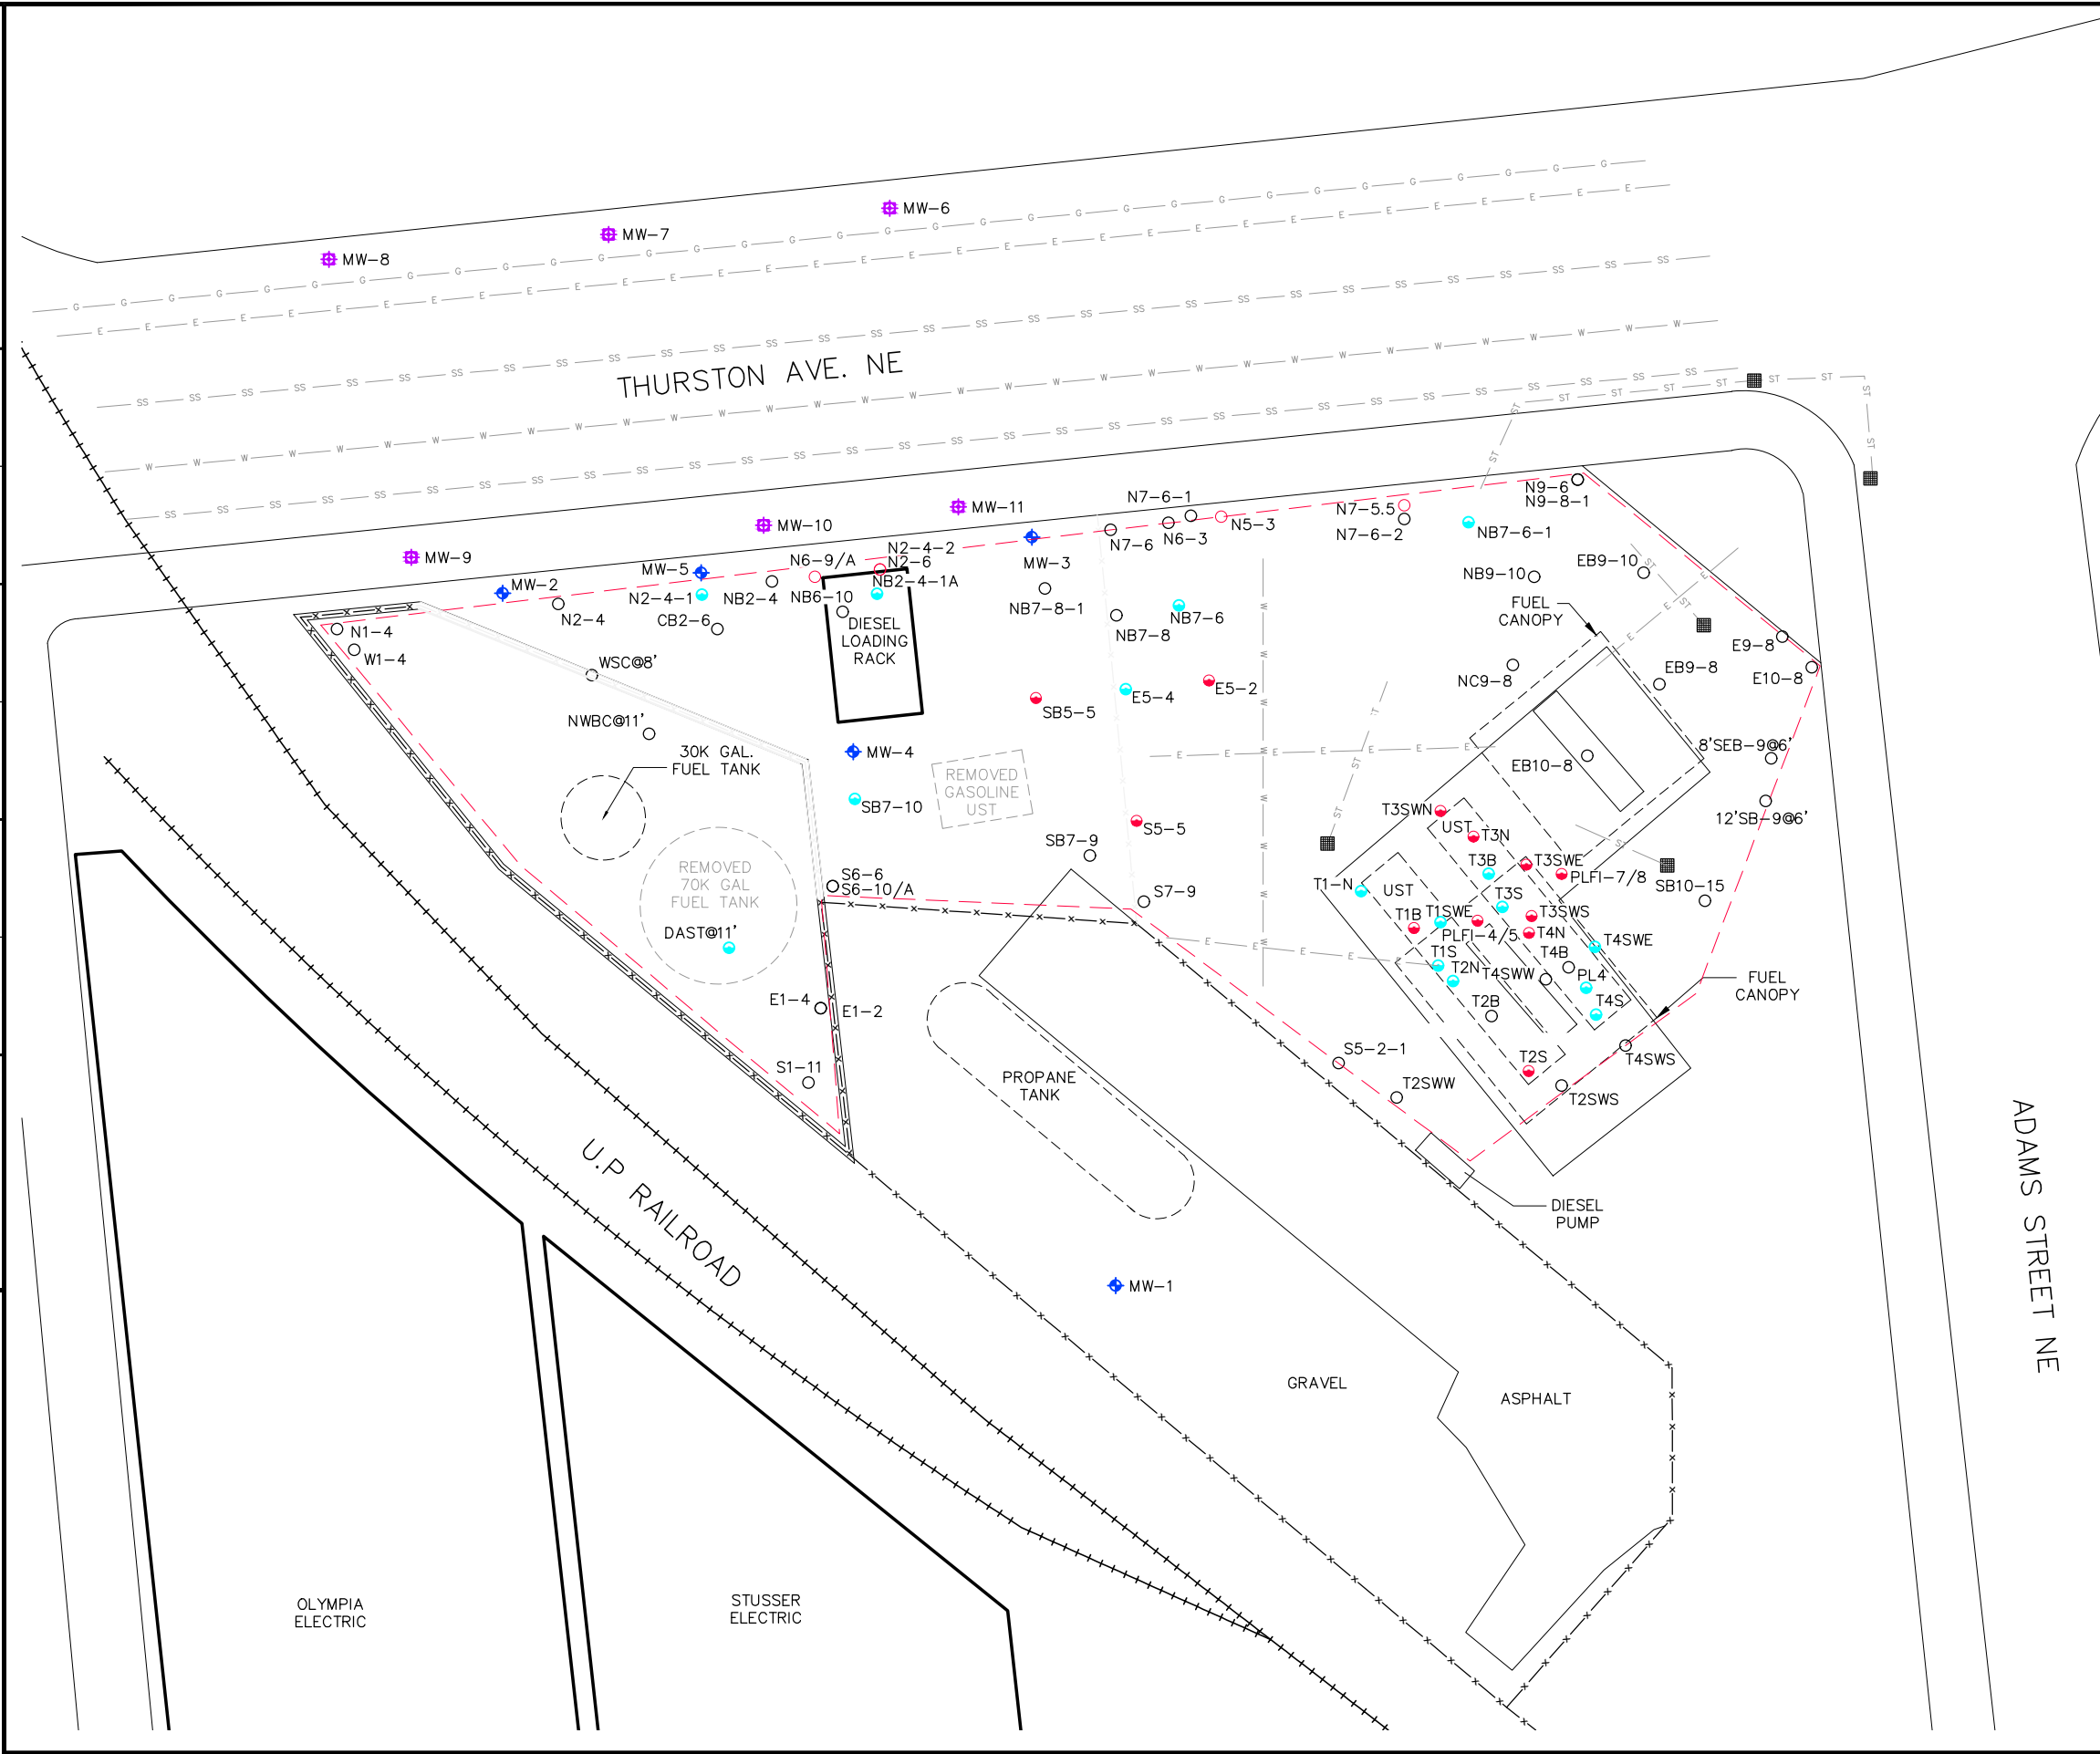 MW-6
MW-7
MW-8
THURSTON AVE. NE
MW-11
MW-10
MW-9
N7-6-1
N9-6
N9-8-1
N7-5.5
N7-6-2
N5-3
N6-3
N7-6
NB7-6-1
MW-3
N2-4-2
N2-6
N6-9/A
MW-5
MW-2
N2-4-1
NB2-4
NB2-4-1A
NB6-10
N2-4
CB2-6
N1-4
W1-4
WSC@8'
NWBC@11'
DIESEL
LOADING
RACK
NB7-8-1
NB7-8
NB7-6
EB9-10
NB9-10
FUEL
CANOPY
E9-8
E10-8
EB9-8
NC9-8
E5-4
E5-2
SB5-5
MW-4
30K GAL.
FUEL TANK
REMOVED
GASOLINE
UST
SB7-10
8'SEB-9@6'
EB10-8
12'SB-9@6'
T3SWN
UST
T3N
S5-5
SB7-9
T3B
T3SWE
PLFI-7/8
SB10-15
REMOVED
70K GAL
FUEL TANK
S6-6
S6-10/A
S7-9
T1-N
UST
T3S
T1B
T1SWE
T3SWS
PLFI-4/5
T4N
T4SWE
DAST@11'
T1S
T2N
T4B
T4SWW
PL4
FUEL
CANOPY
E1-4
E1-2
T2B
T4S
S5-2-1
T4SWS
T2S
S1-11
PROPANE
TANK
T2SWW
T2SWS
U.P RAILROAD
DIESEL
PUMP
ADAMS STREET NE
MW-1
GRAVEL
ASPHALT
OLYMPIA
ELECTRIC
STUSSER
ELECTRIC